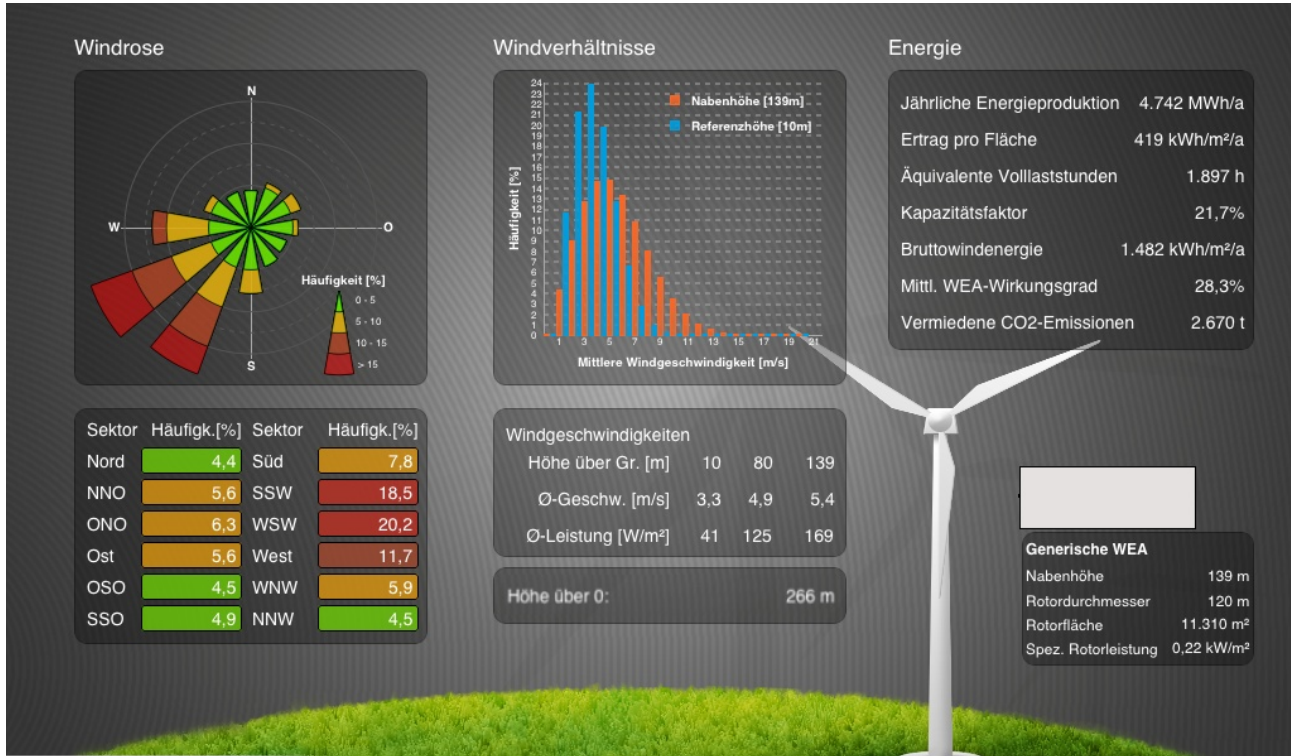 Windrose
N
W
O
S
Häufigkeit [%]
0 - 5
5 - 10
10 - 15
> 15
Sektor Häufigk.[%] Sektor Häufigk.[%]
Nord 4,4 Süd 7,8
NNO 5,6 SSW 18,5
ONO 6,3 WSW 20,2
Ost 5,6 West 11,7
OSO 4,5 WNW 5,9
SSO 4,9 NNW 4,5
Windverhältnisse
Nabenhöhe [139m]
Referenzhöhe [10m]
Häufigkeit [%]
24
23
22
21
20
19
18
17
16
15
14
13
12
11
10
9
8
7
6
5
4
3
2
1
0
1 3 5 7 9 11 13 15 17 19 21
Mittlere Windgeschwindigkeit [m/s]
Windgeschwindigkeiten
Höhe über Gr. [m] 10 80 139
Ø-Geschw. [m/s] 3,3 4,9 5,4
Ø-Leistung [W/m²] 41 125 169
Höhe über 0: 266 m
Energie
Jährliche Energieproduktion 4.742 MWh/a
Ertrag pro Fläche 419 kWh/m²/a
Äquivalente Volllaststunden 1.897 h
Kapazitätsfaktor 21,7%
Bruttowindenergie 1.482 kWh/m²/a
Mittl. WEA-Wirkungsgrad 28,3%
Vermiedene CO2-Emissionen 2.670 t
Generische WEA
Nabenhöhe 139 m
Rotordurchmesser 120 m
Rotorfläche 11.310 m²
Spez. Rotorleistung 0,22 kW/m²